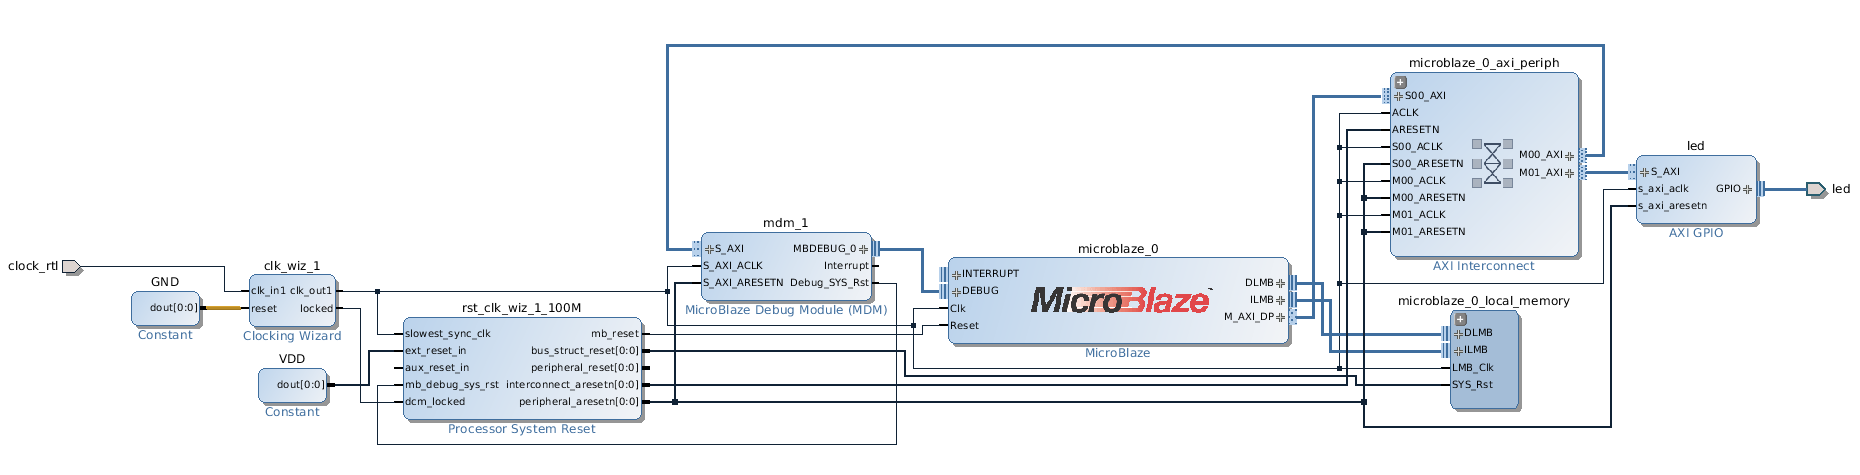 clock_rtl
GND
dout[0:0]
Constant
clk_wiz_1
clk_in1 clk_out1
reset locked
Clocking Wizard
VDD
dout[0:0]
Constant
rst_clk_wiz_1_100M
slowest_sync_clk mb_reset
ext_reset_in bus_struct_reset[0:0]
aux_reset_in peripheral_reset[0:0]
mb_debug_sys_rst interconnect_aresetn[0:0]
dcm_locked peripheral_aresetn[0:0]
Processor System Reset
mdm_1
S_AXI MBDEBUG_0
S_AXI_ACLK Interrupt
S_AXI_ARESETN Debug_SYS_Rst
MicroBlaze Debug Module (MDM)
microblaze_0
INTERRUPT
DEBUG
Clk
Reset
MicroBlaze
DLMB
ILMB
M_AXI_DP
MicroBlaze
microblaze_0_axi_periph
S00_AXI
ACLK
ARESETN
S00_ACLK
S00_ARESETN
M00_ACLK
M00_ARESETN
M01_ACLK
M01_ARESETN
M00_AXI
M01_AXI
AXI Interconnect
microblaze_0_local_memory
DLMB
ILMB
LMB_Clk
SYS_Rst
led
S_AXI
s_axi_aclk GPIO
s_axi_aresetn
AXI GPIO
led